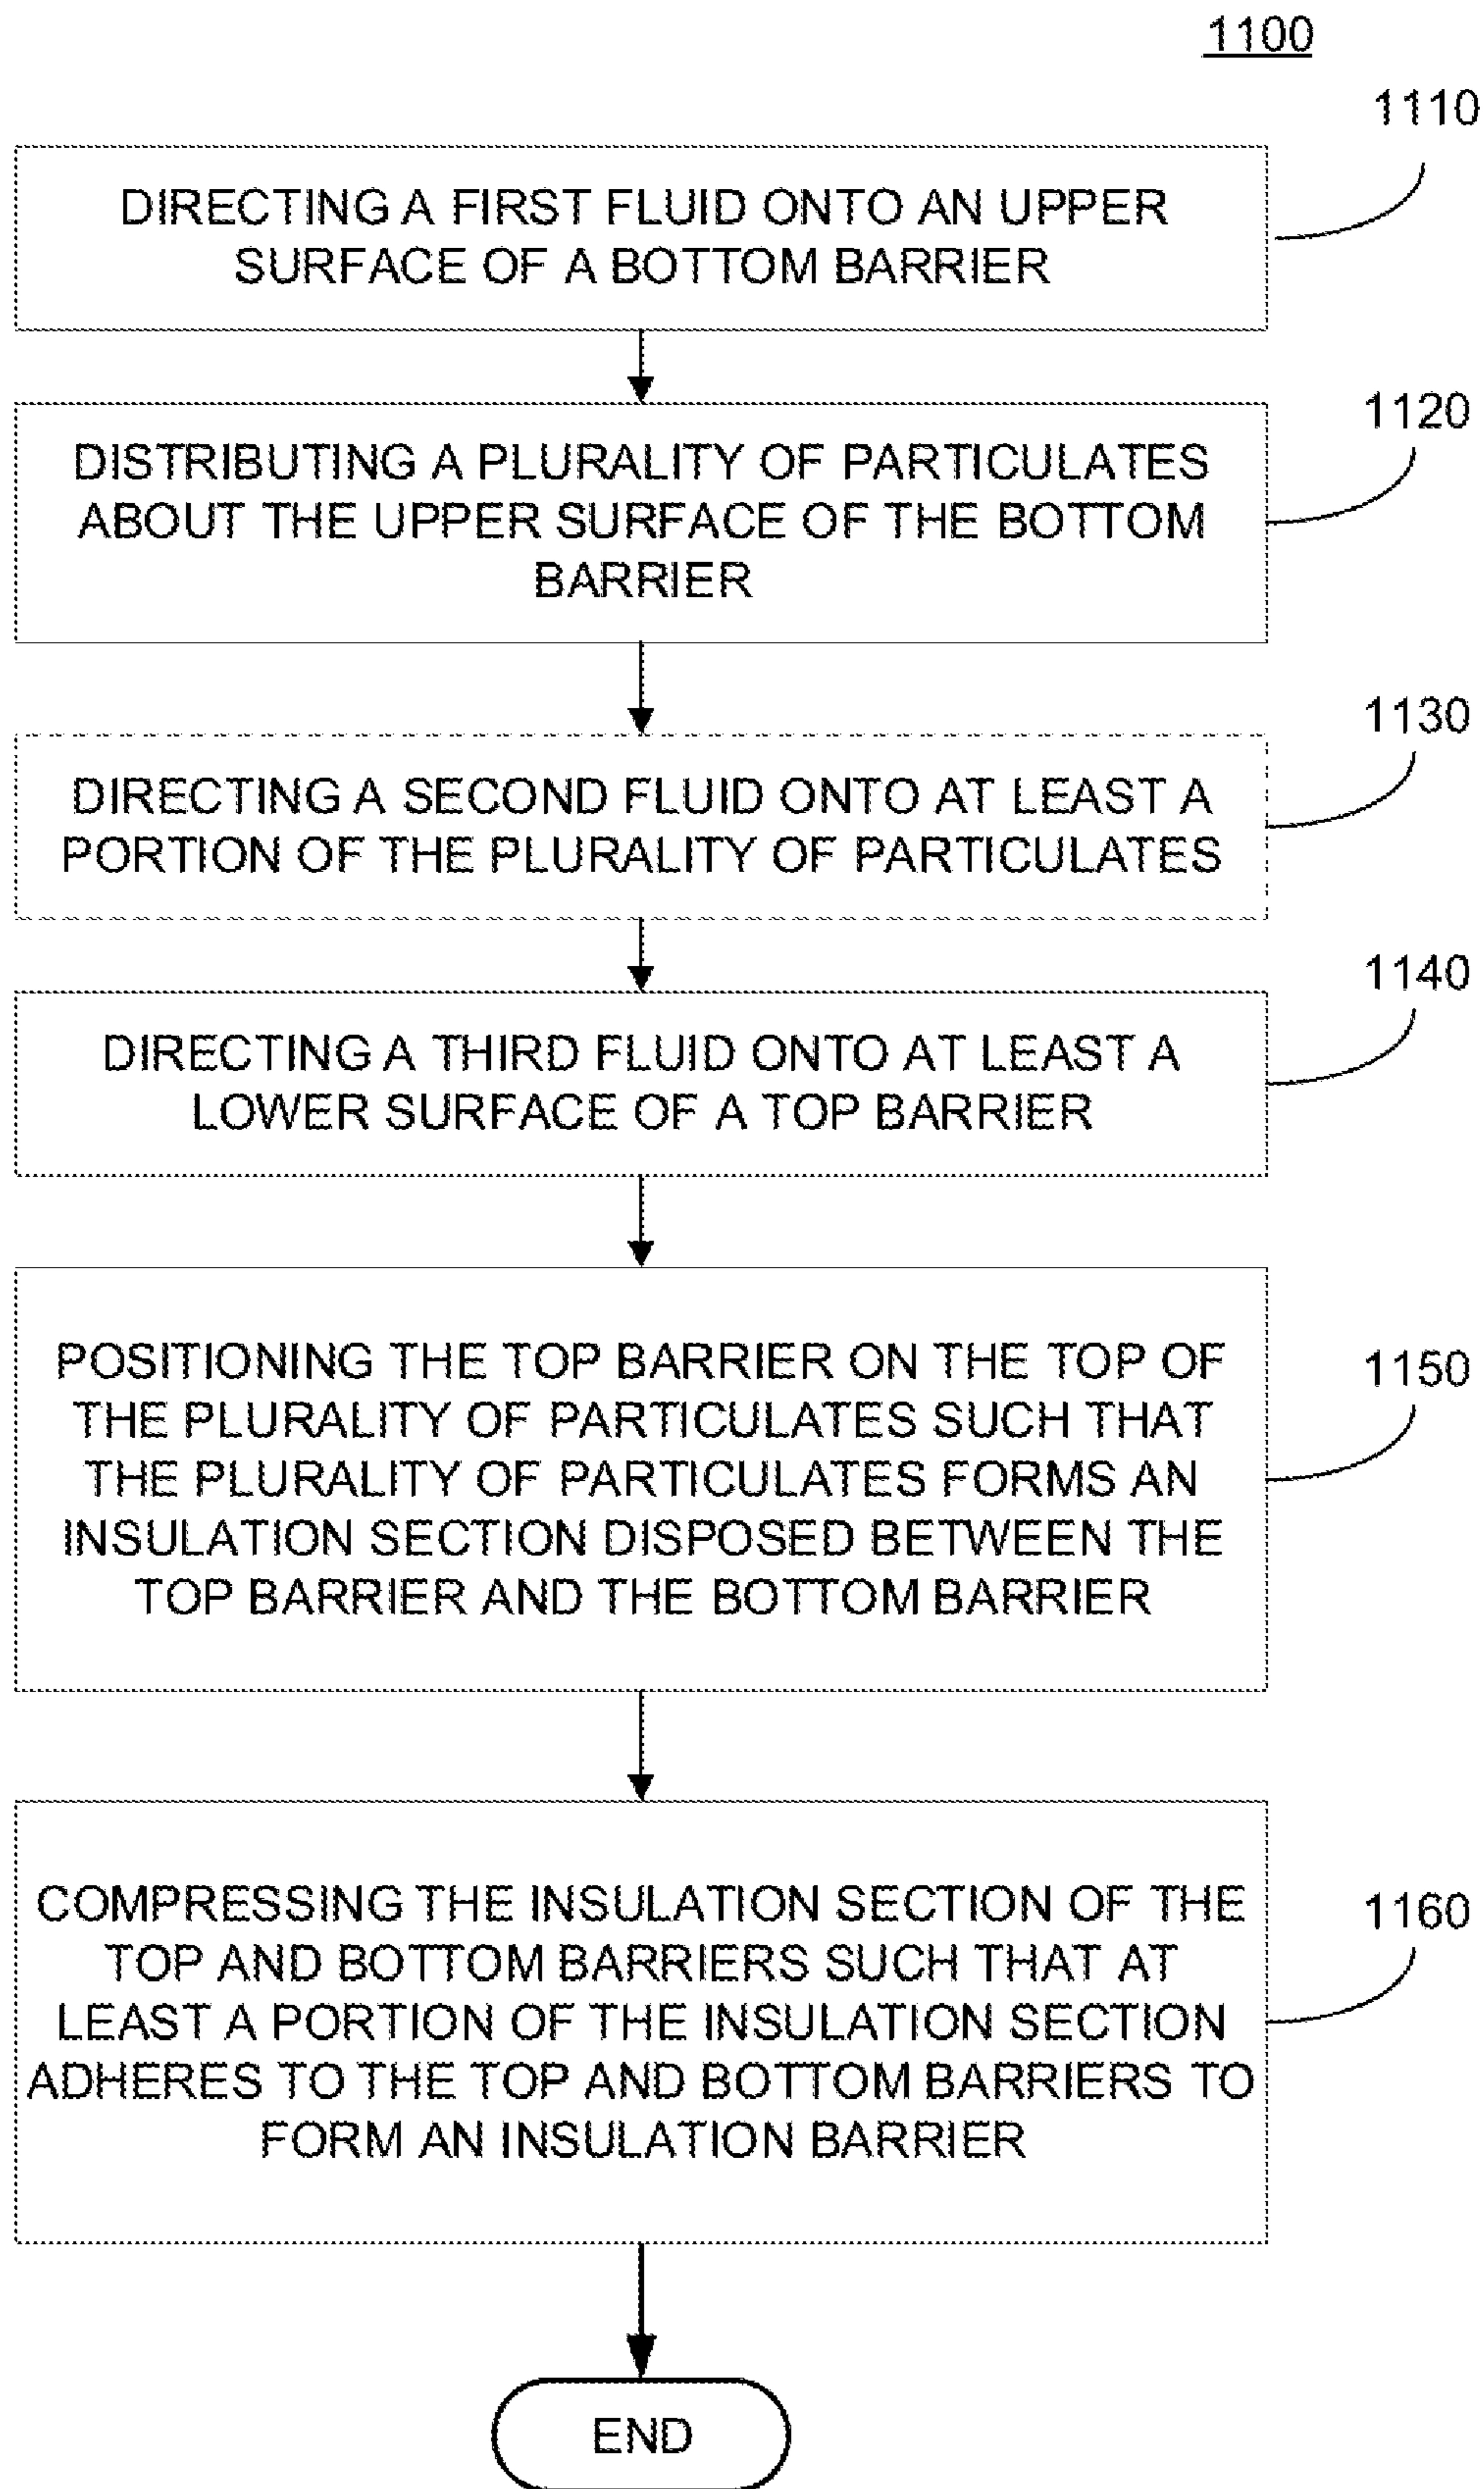 1100
1110
DIRECTING A FIRST FLUID ONTO AN UPPER
SURFACE OF A BOTTOM BARRIER
1120
DISTRIBUTING A PLURALITY OF PARTICULATES
ABOUT THE UPPER SURFACE OF THE BOTTOM
BARRIER
1130
DIRECTING A SECOND FLUID ONTO AT LEAST A
PORTION OF THE PLURALITY OF PARTICULATES
1140
DIRECTING A THIRD FLUID ONTO AT LEAST A
LOWER SURFACE OF A TOP BARRIER
1150
POSITIONING THE TOP BARRIER ON THE TOP OF
THE PLURALITY OF PARTICULATES SUCH THAT
THE PLURALITY OF PARTICULATES FORMS AN
INSULATION SECTION DISPOSED BETWEEN THE
TOP BARRIER AND THE BOTTOM BARRIER
1160
COMPRESSING THE INSULATION SECTION OF THE
TOP AND BOTTOM BARRIERS SUCH THAT AT
LEAST A PORTION OF THE INSULATION SECTION
ADHERES TO THE TOP AND BOTTOM BARRIERS TO
FORM AN INSULATION BARRIER
END